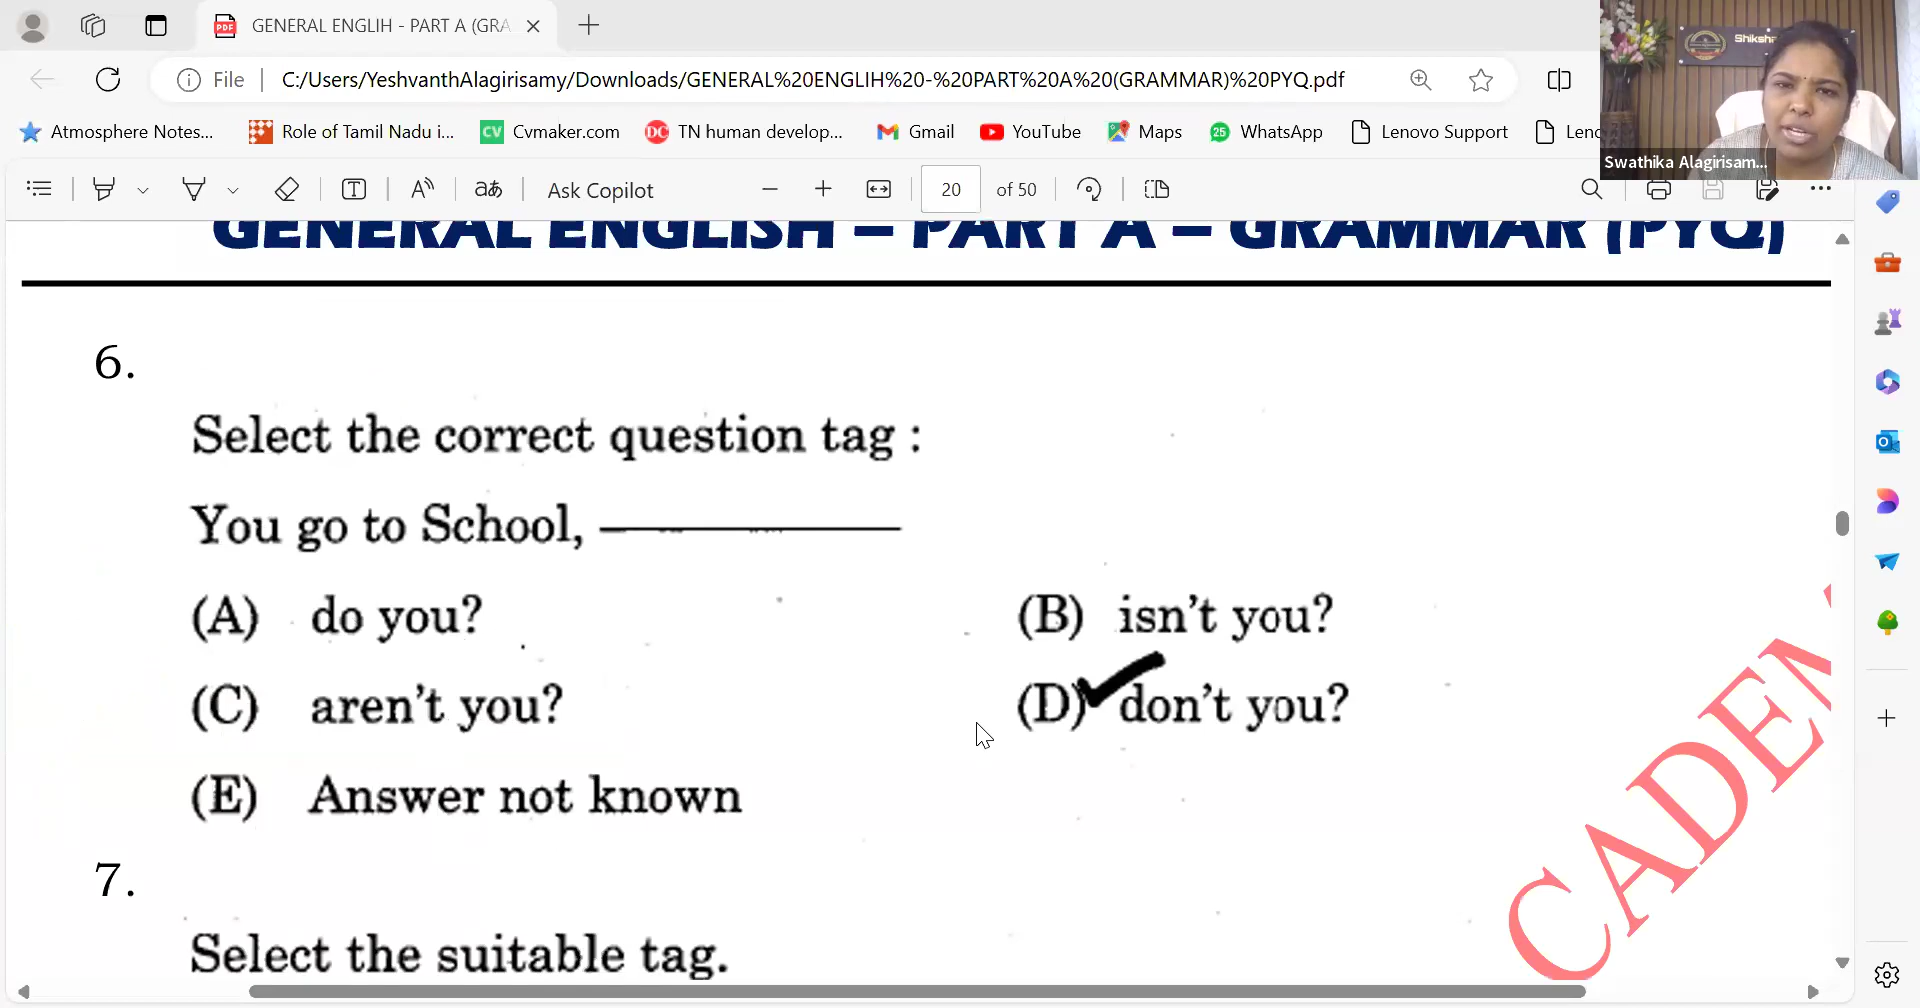 GENERAL ENGLIH - PART A (GRA
File
C:/Users/YeshvanthAlagirisamy/Downloads/GENERAL%20ENGLIH%20-%20PART%20A%20(GRAMMAR)%20PYQ.pdf
Shiksha
Swathika Alagirisam...
Atmosphere Notes...
Role of Tamil Nadu i...
Cvmaker.com
TN human develop...
Gmail
YouTube
Maps
WhatsApp
Lenovo Support
Leno
Ask Copilot
20 of 50
GENERAL ENGLISH – PART A – GRAMMAR (PYQ)
6.
Select the correct question tag :
You go to School,
(A) do you?
(B) isn't you?
(C) aren't you?
(D) don't you?
(E) Answer not known
7.
Select the suitable tag.
CADEM